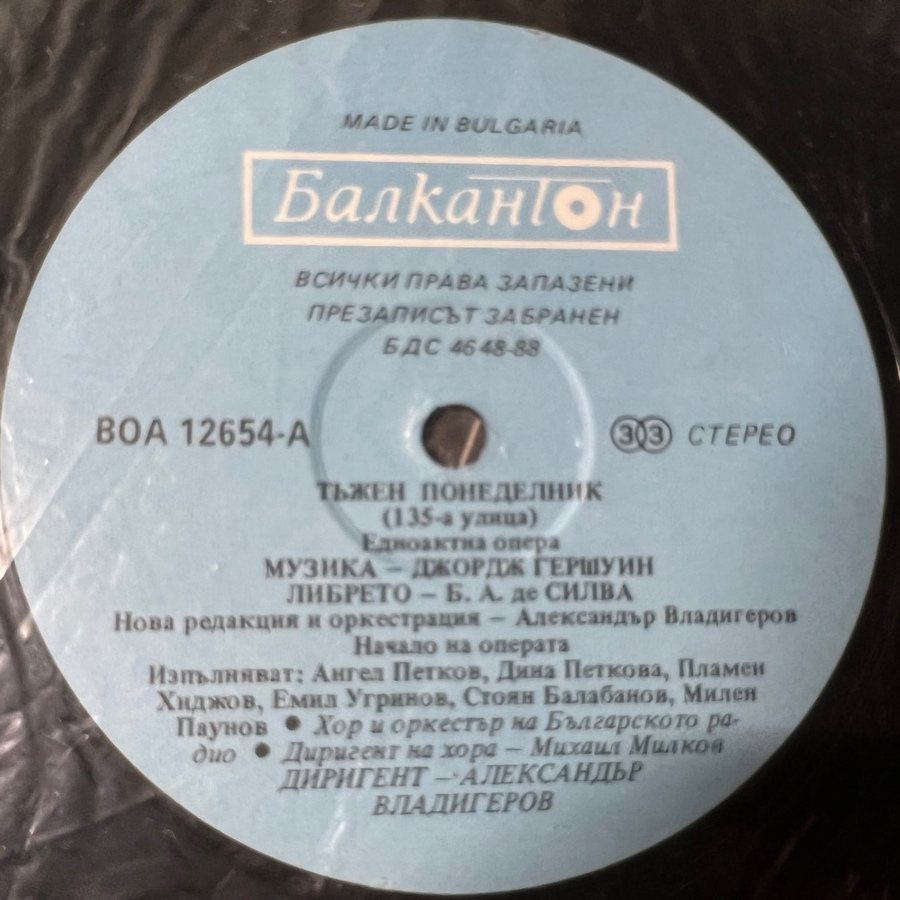 MADE IN BULGARIA
Балкантон
ВСИЧКИ ПРАВА ЗАПАЗЕНИ
ПРЕЗАПИСЪТ ЗАБРАНЕН
БДС 4648-88
ВОА 12654-А
33 СТЕРЕО
ТЪЖЕН ПОНЕДЕЛНИК
(135-а улица)
Едноактна опера
МУЗИКА – ДЖОРДЖ ГЕРШУИН
ЛИБРЕТО – Б. А. де СИЛВА
Нова редакция и оркестрация – Александър Владигеров
Начало на операта
Изпълняват: Ангел Петков, Дина Петкова, Пламен
Хиджов, Емил Угринов, Стоян Балабанов, Милен
Паунов ● Хор и оркестър на Българското ра-
дио ● Диригент на хора – Михаил Милков
ДИРИГЕНТ – АЛЕКСАНДЪР
ВЛАДИГЕРОВ